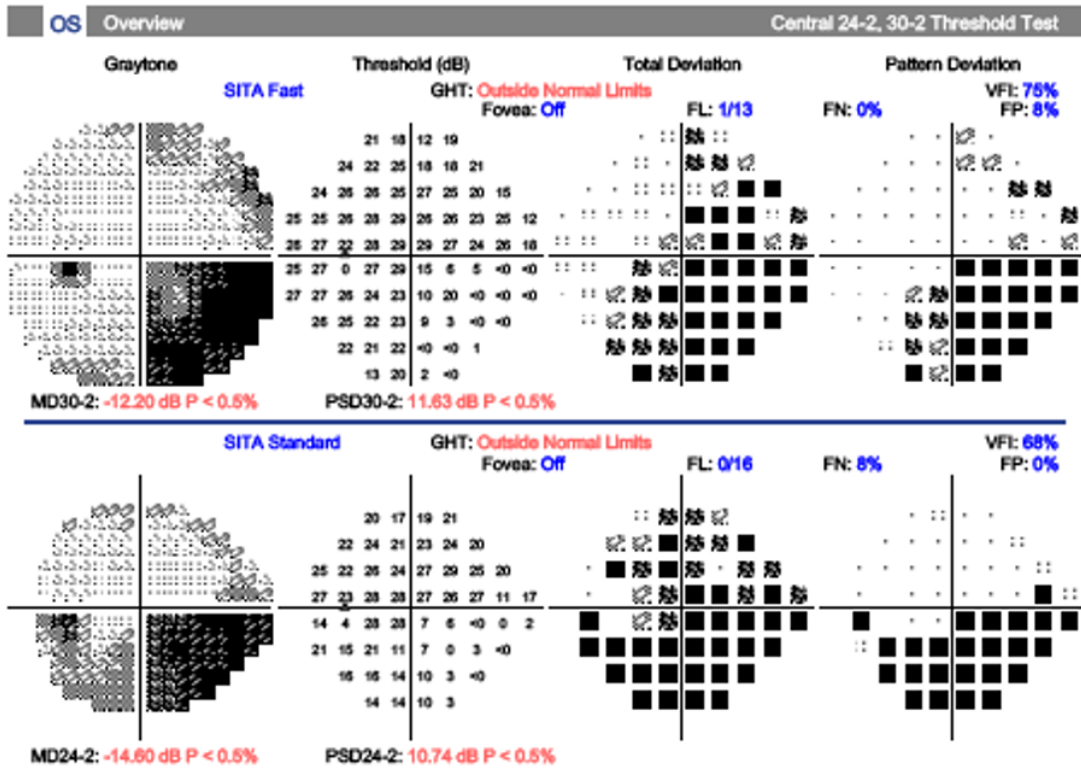 OS Overview Central 24-2, 30-2 Threshold Test
Graytone Threshold (dB) Total Deviation Pattern Deviation
SITA Fast GHT: Outside Normal Limits VFI: 75%
Fovea: Off FL: 1/13 FN: 0% FP: 8%
21 18 12 19
24 22 25 18 18 21
24 26 26 25 27 25 20 15
25 25 26 28 29 26 26 23 25 12
26 27 22 28 29 29 27 24 26 18
25 27 0 27 29 15 6 5 <0 <0
27 27 26 24 23 10 20 <0 <0 <0
26 25 22 23 9 3 <0 <0
22 21 22 <0 <0 1
13 20 2 <0
MD30-2: -12.20 dB P < 0.5% PSD30-2: 11.63 dB P < 0.5%
SITA Standard GHT: Outside Normal Limits VFI: 68%
Fovea: Off FL: 0/16 FN: 8% FP: 0%
20 17 19 21
22 24 21 23 24 20
25 22 26 24 27 29 25 20
27 23 28 28 27 26 27 11 17
14 4 28 28 7 6 <0 0 2
21 15 21 11 7 0 3 <0
16 16 14 10 3 <0
14 14 10 3
MD24-2: -14.60 dB P < 0.5% PSD24-2: 10.74 dB P < 0.5%